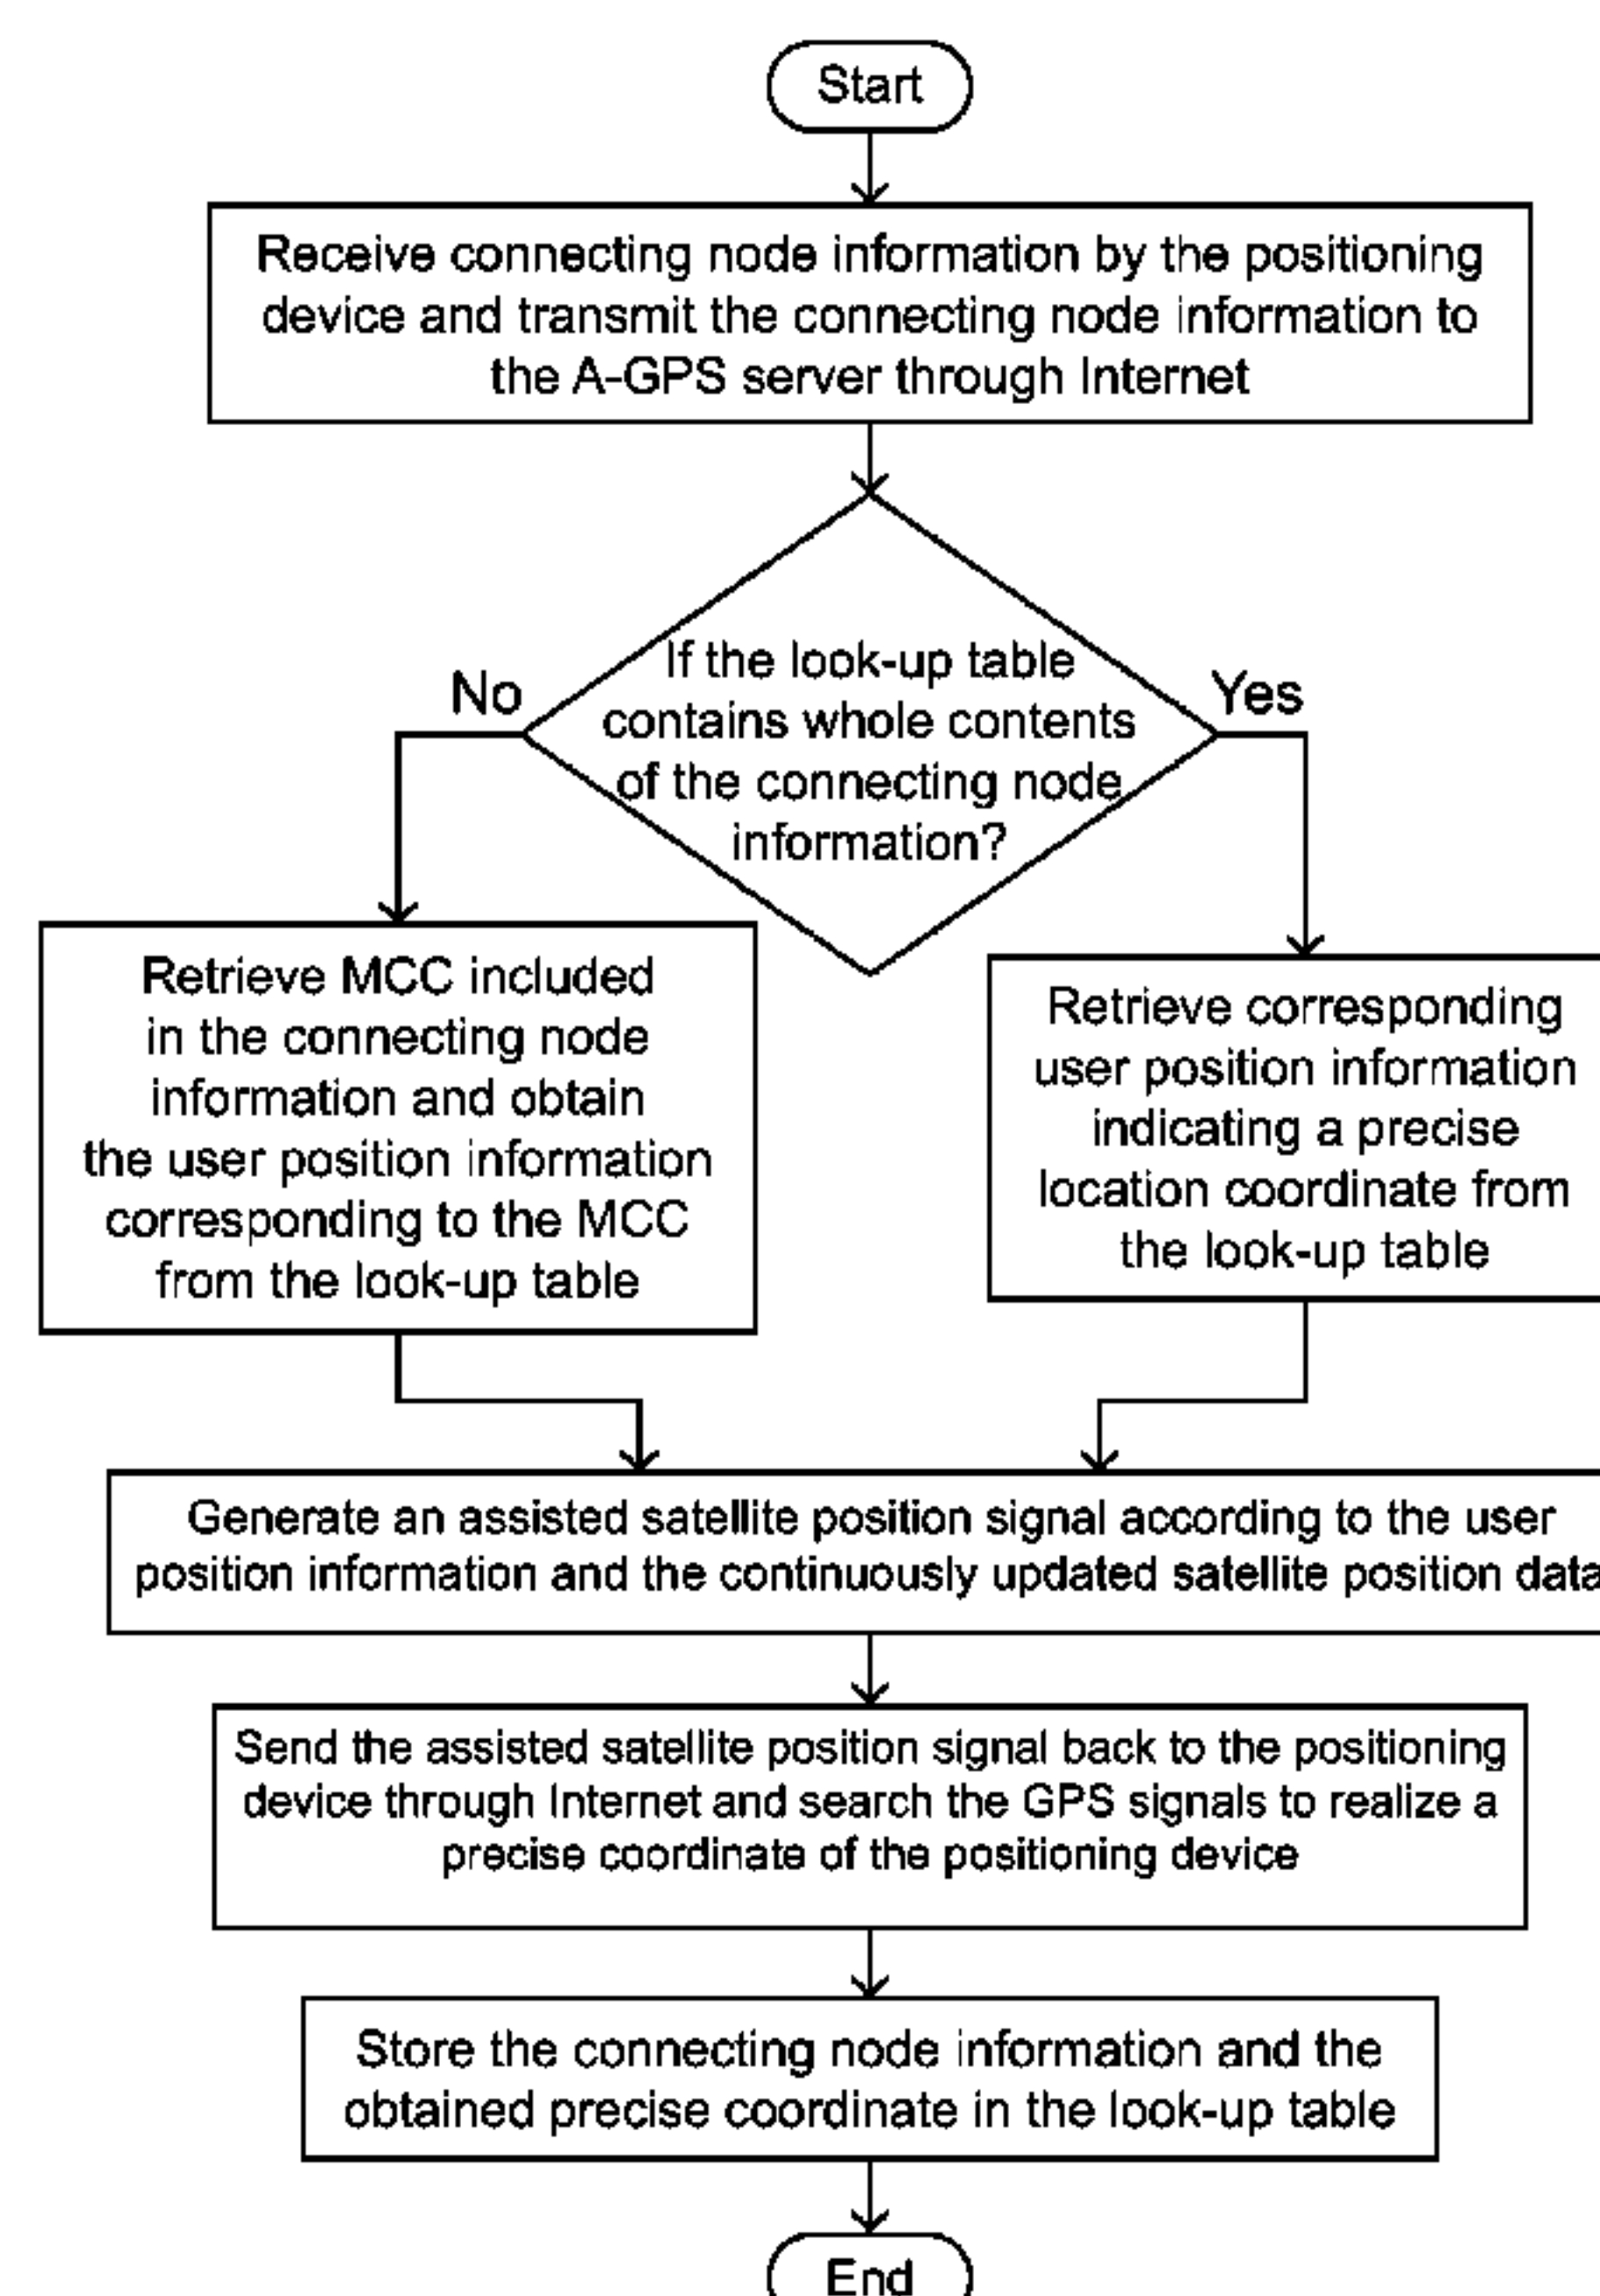 Start
Receive connecting node information by the positioning
device and transmit the connecting node information to
the A-GPS server through Internet
If the look-up table
contains whole contents
of the connecting node
information?
No
Yes
Retrieve MCC included
in the connecting node
information and obtain
the user position information
corresponding to the MCC
from the look-up table
Retrieve corresponding
user position information
indicating a precise
location coordinate from
the look-up table
Generate an assisted satellite position signal according to the user
position information and the continuously updated satellite position data
Send the assisted satellite position signal back to the positioning
device through Internet and search the GPS signals to realize a
precise coordinate of the positioning device
Store the connecting node information and the
obtained precise coordinate in the look-up table
End